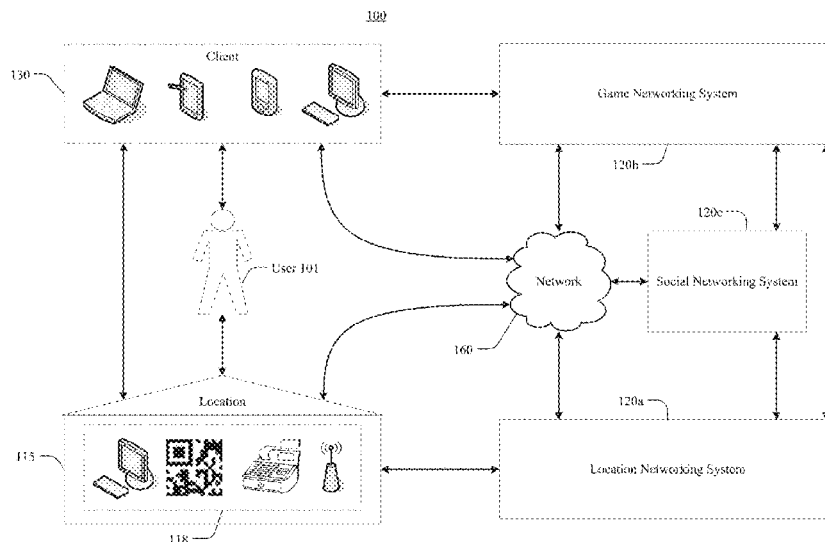 100
Client
130
Game Networking System
120b
120c
User 101
Network
Social Networking System
160
Location
120a
115
Location Networking System
118